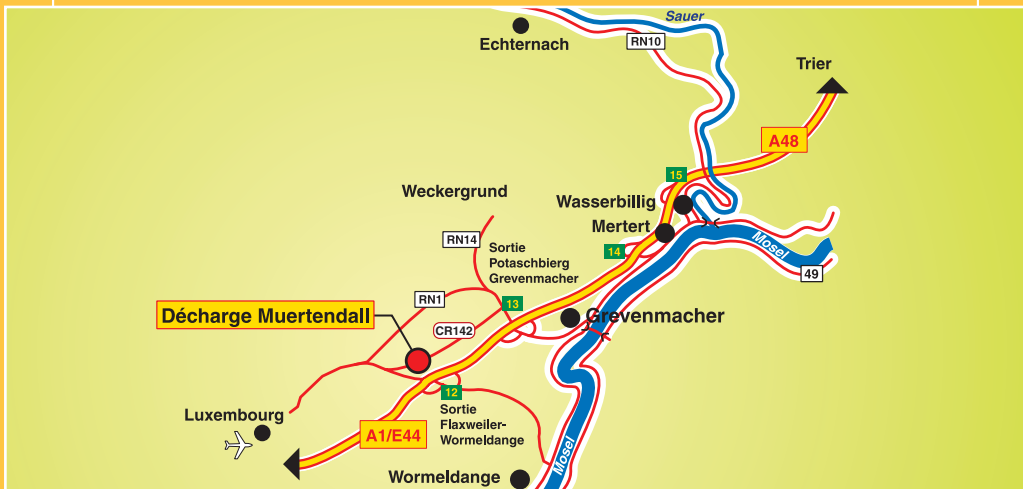 Sauer
Echternach
RN10
Trier
A48
15
Weckergrund
Wasserbillig
Mertert
RN14
Sortie
Potaschbierg
Grevenmacher
14
Mosel
49
RN1
13
Décharge Muertendall
CR142
Grevenmacher
12
Luxembourg
Sortie
Flaxweiler-
Wormeldange
A1/E44
Mosel
Wormeldange